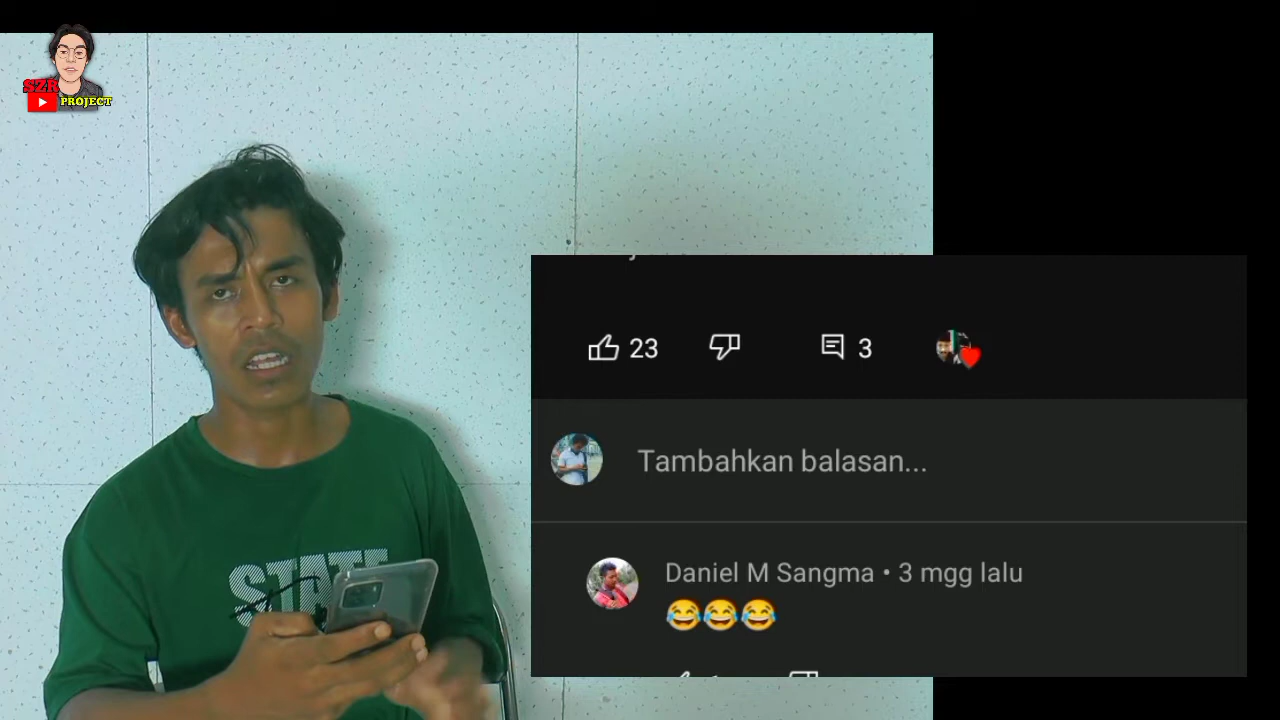 SZR
PROJECT
23
3
Tambahkan balasan...
Daniel M Sangma • 3 mgg lalu
😂😂😂
STATE